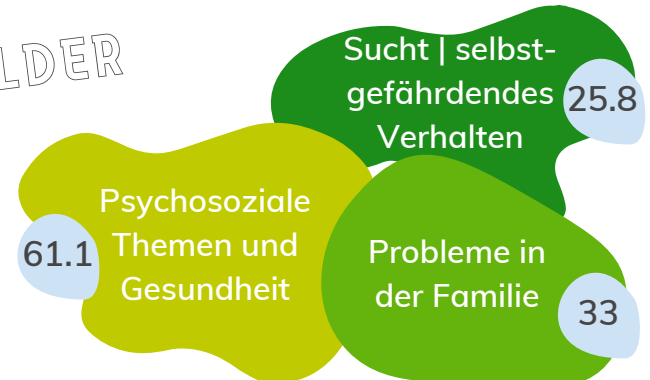 LDER
Sucht | selbst-
gefährdendes
Verhalten
25.8
Psychosoziale
Themen und
Gesundheit
61.1
Probleme in
der Familie
33